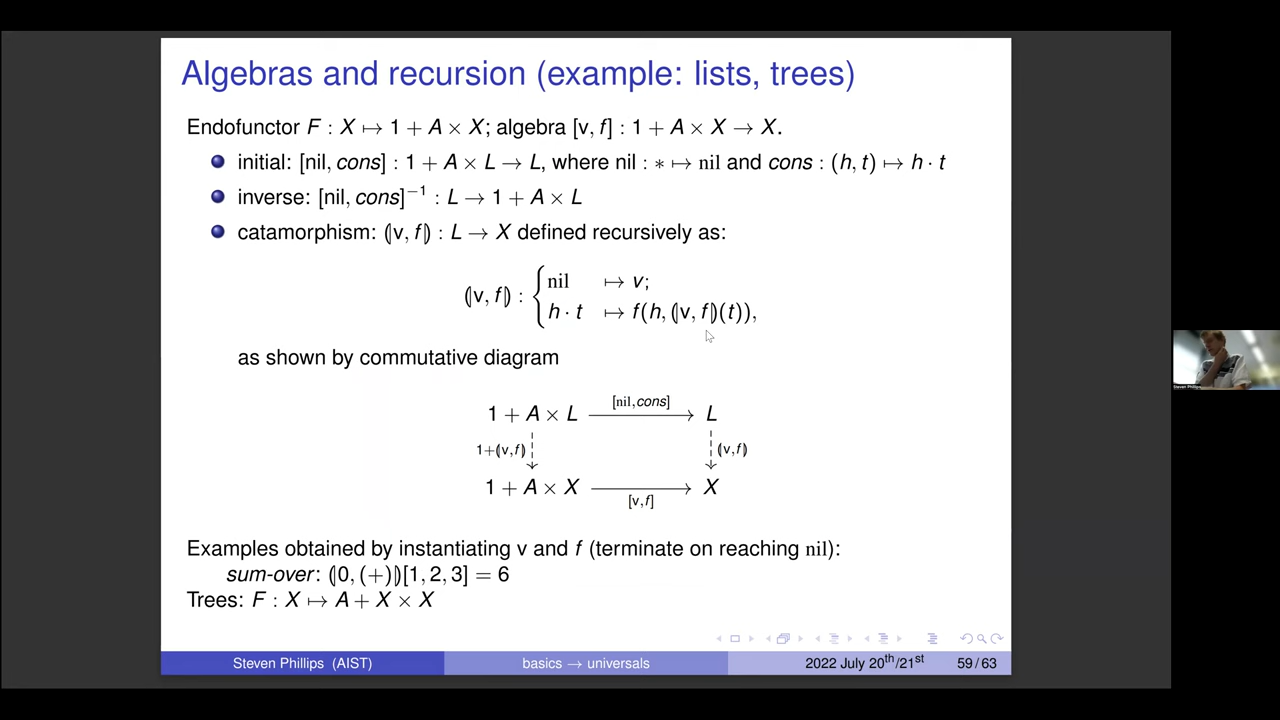 Algebras and recursion (example: lists, trees)
Endofunctor F : X ↦ 1 + A × X; algebra [v, f] : 1 + A × X → X.
initial: [nil, cons] : 1 + A × L → L, where nil : ∗ ↦ nil and cons : (h, t) ↦ h · t
inverse: [nil, cons]⁻¹ : L → 1 + A × L
catamorphism: ⦇v, f⦈ : L → X defined recursively as:
⦇v, f⦈ : { nil ↦ v;
h · t ↦ f(h, ⦇v, f⦈(t)),
as shown by commutative diagram
[nil,cons]
1 + A × L → L
1+⦇v,f⦈ ⦇v,f⦈
1 + A × X → X
[v,f]
Examples obtained by instantiating v and f (terminate on reaching nil):
sum-over: ⦇0, (+)⦈[1, 2, 3] = 6
Trees: F : X ↦ A + X × X
Steven Phillips (AIST) basics → universals 2022 July 20th/21st 59 / 63
Steven Phillips